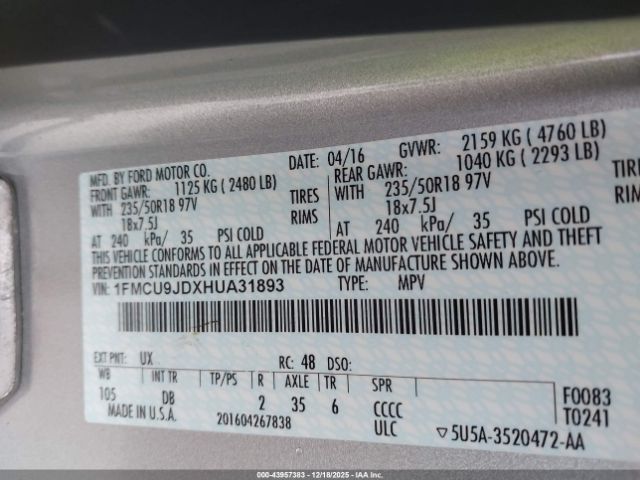 MFD. BY FORD MOTOR CO. DATE: 04/16 GVWR: 2159 KG ( 4760 LB)
FRONT GAWR: 1125 KG ( 2480 LB) REAR GAWR: 1040 KG ( 2293 LB)
WITH 235/50R18 97V TIRES WITH 235/50R18 97V TIRES
18x7.5J RIMS 18x7.5J RIMS
AT 240 kPa/ 35 PSI COLD AT 240 kPa/ 35 PSI COLD
THIS VEHICLE CONFORMS TO ALL APPLICABLE FEDERAL MOTOR VEHICLE SAFETY AND THEFT
PREVENTION STANDARDS IN EFFECT ON THE DATE OF MANUFACTURE SHOWN ABOVE.
VIN: 1FMCU9JDXHUA31893 TYPE: MPV
EXT PNT: UX RC: 48 DSO:
WB INT TR TP/PS R AXLE TR SPR
105 DB 2 35 6 CCCC F0083
MADE IN U.S.A. 201604267838 ULC T0241
▽5U5A-3520472-AA
000-43957383 | 12/18/2025 - IAAI.COM